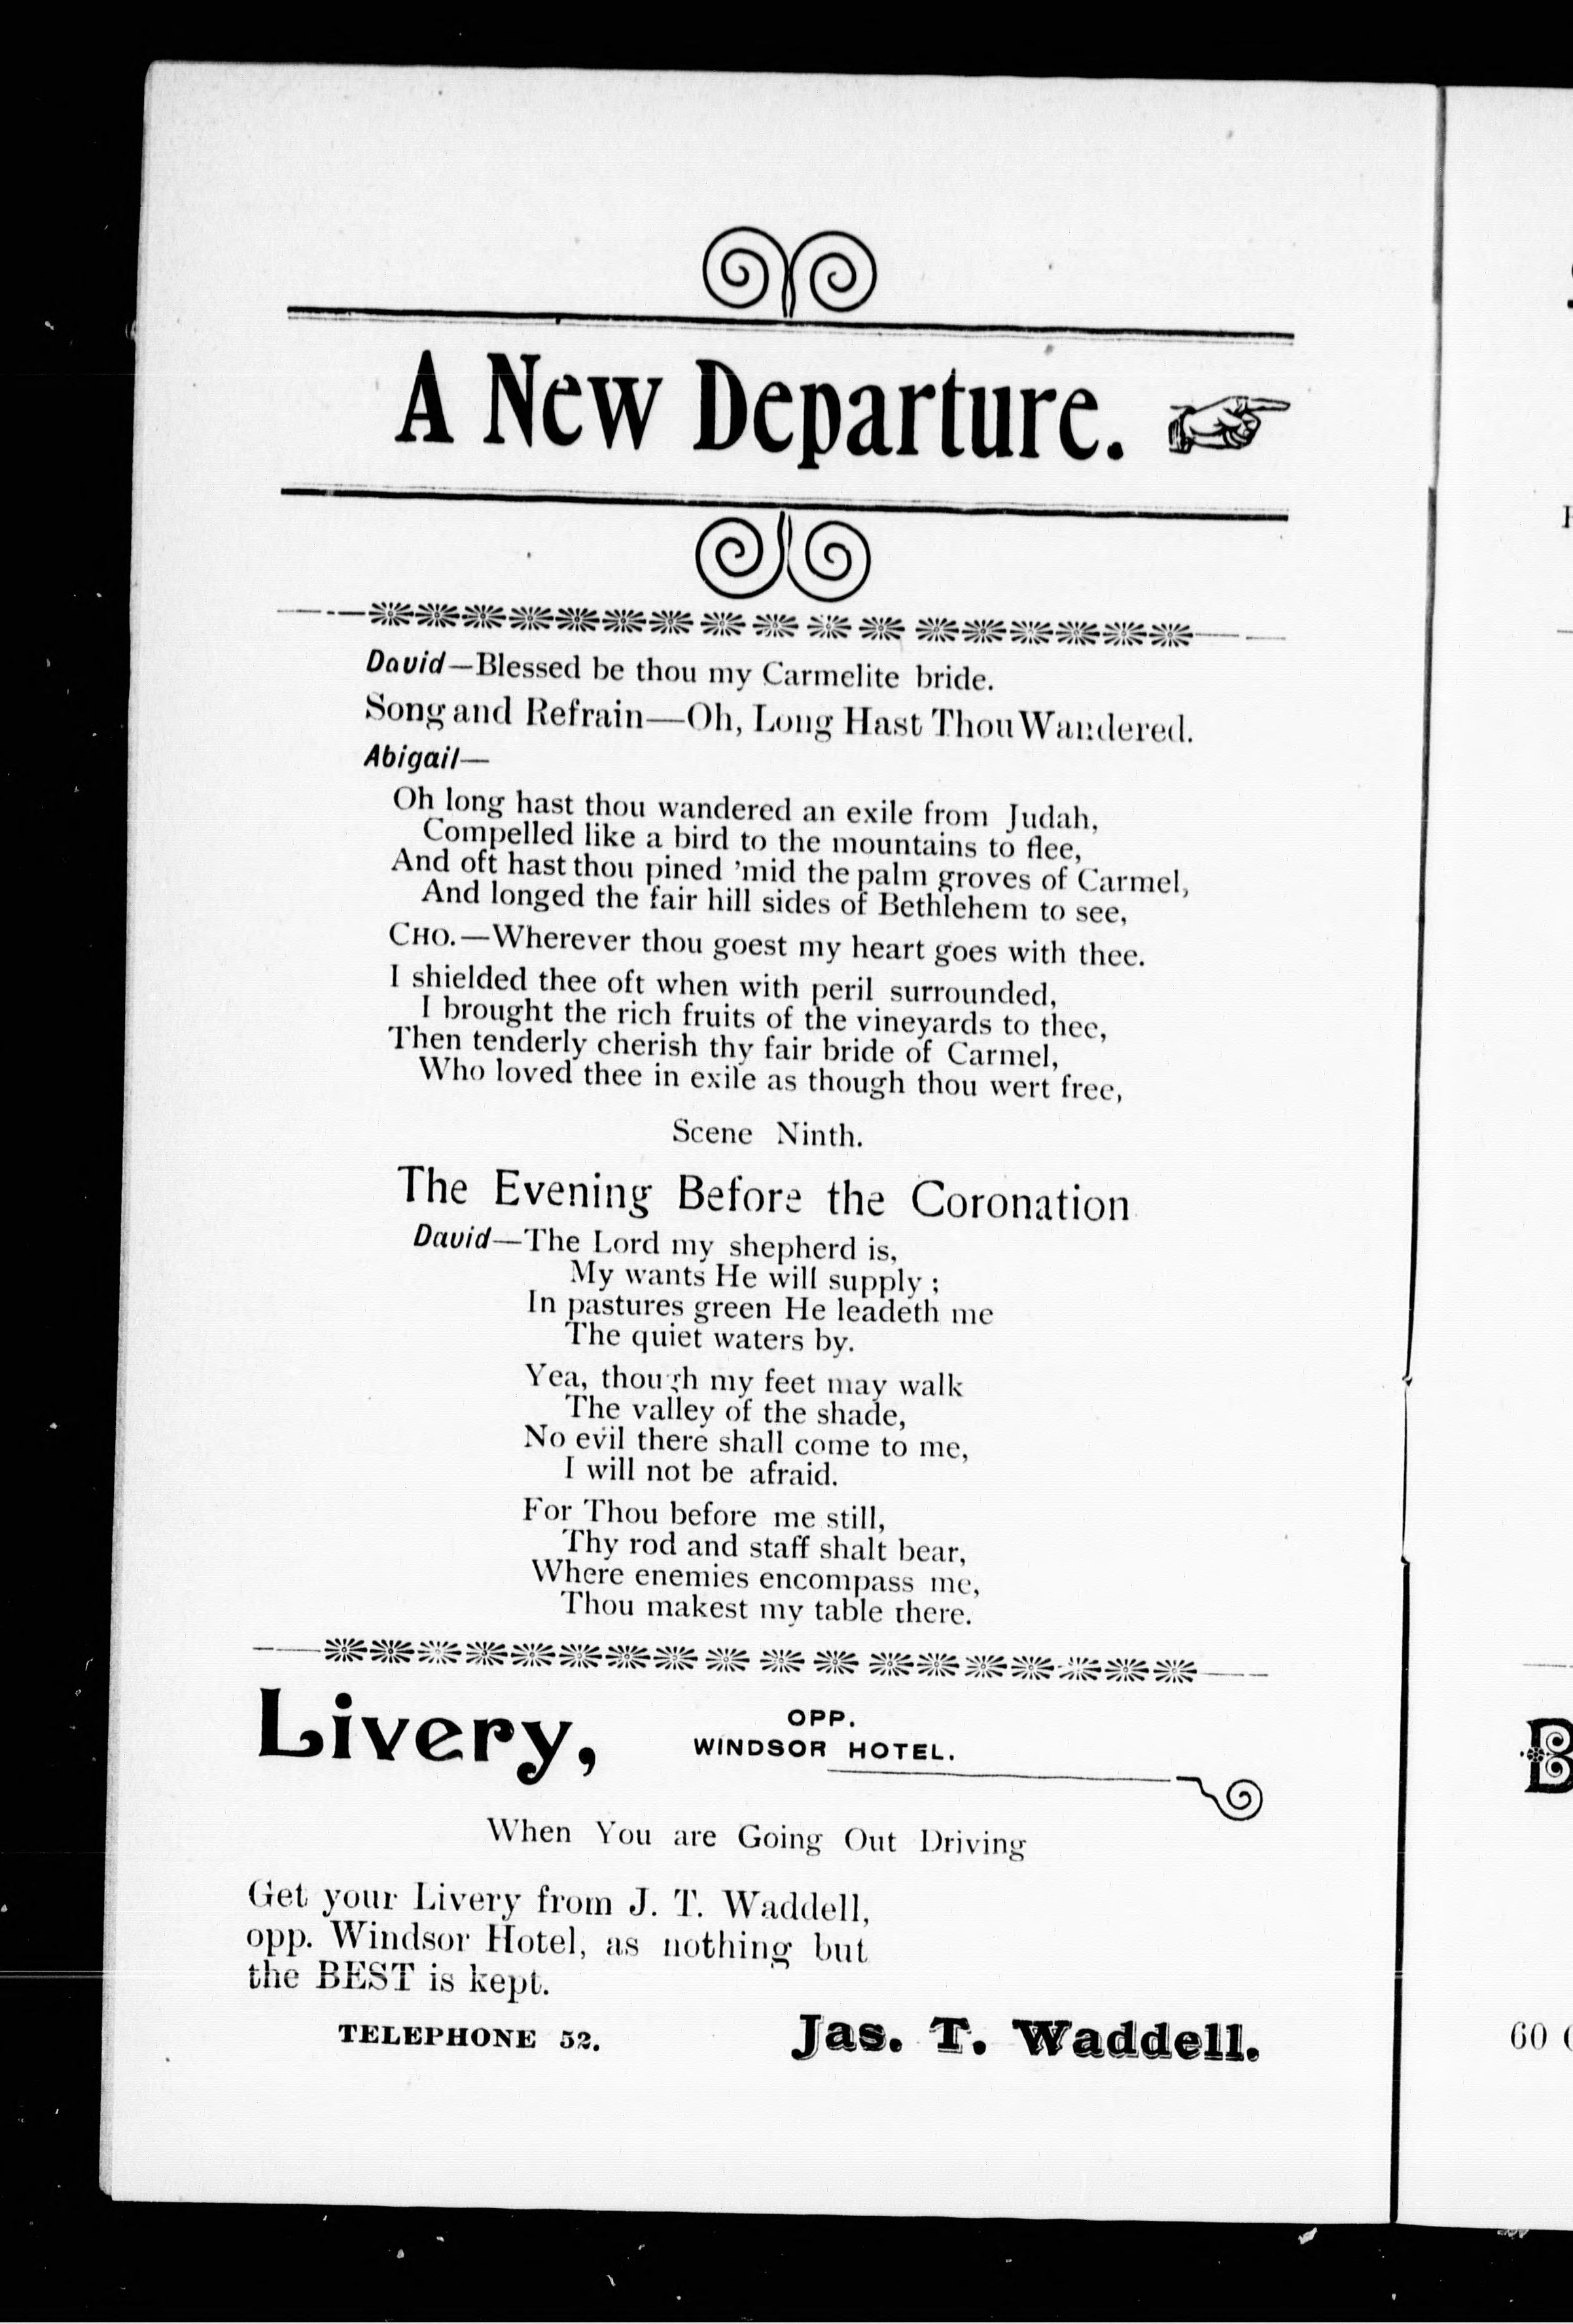 A New Departure.
David—Blessed be thou my Carmelite bride.
Song and Refrain—Oh, Long Hast Thou Wandered.
Abigail—
Oh long hast thou wandered an exile from Judah,
Compelled like a bird to the mountains to flee,
And oft hast thou pined 'mid the palm groves of Carmel,
And longed the fair hill sides of Bethlehem to see,
CHO.—Wherever thou goest my heart goes with thee.
I shielded thee oft when with peril surrounded,
I brought the rich fruits of the vineyards to thee,
Then tenderly cherish thy fair bride of Carmel,
Who loved thee in exile as though thou wert free,
Scene Ninth.
The Evening Before the Coronation
David—The Lord my shepherd is,
My wants He will supply ;
In pastures green He leadeth me
The quiet waters by.
Yea, though my feet may walk
The valley of the shade,
No evil there shall come to me,
I will not be afraid.
For Thou before me still,
Thy rod and staff shalt bear,
Where enemies encompass me,
Thou makest my table there.
Livery,
OPP.
WINDSOR HOTEL.
When You are Going Out Driving
Get your Livery from J. T. Waddell,
opp. Windsor Hotel, as nothing but
the BEST is kept.
TELEPHONE 52.
Jas. T. Waddell.
B
60